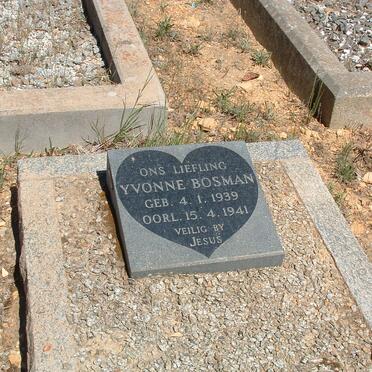 ONS LIEFLING
YVONNE BOSMAN
GEB. 4. 1. 1939
OORL. 15. 4. 1941
VEILIG BY
JESUS